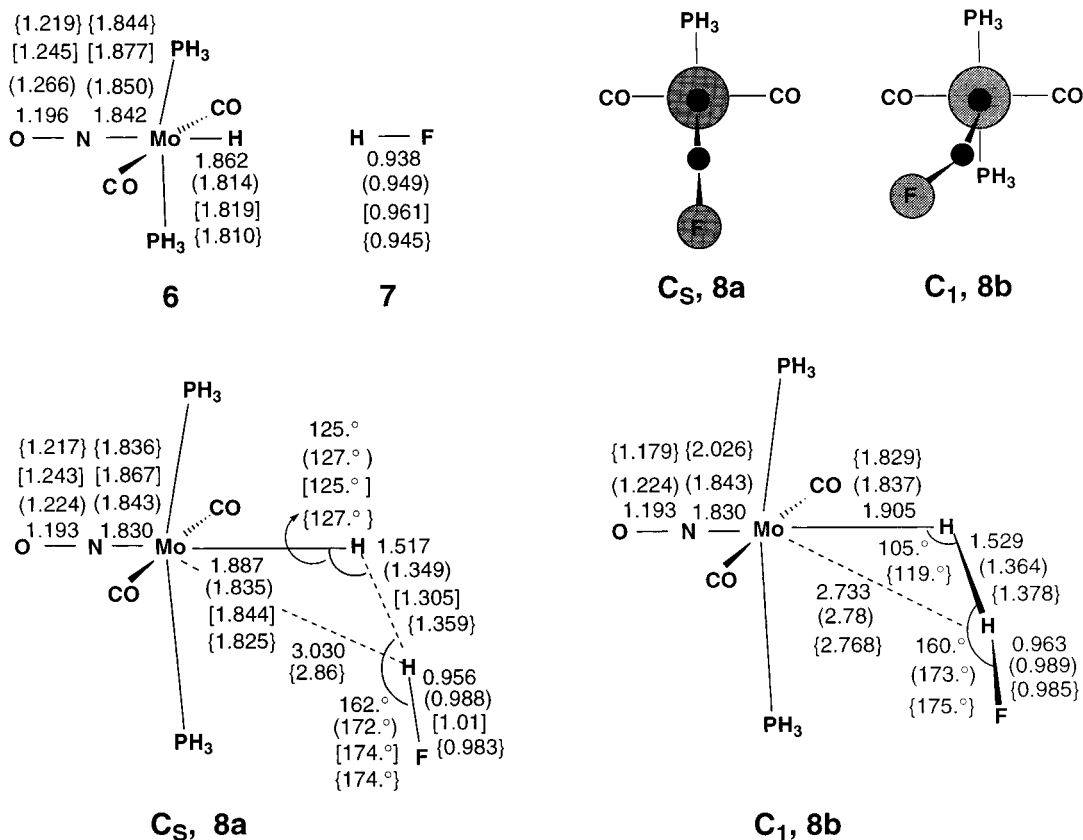 {1.219} {1.844}
[1.245] [1.877]
(1.266) (1.850)
1.196 1.842
PH3
CO
O — N — Mo — H
CO
PH3
1.862
(1.814)
[1.819]
{1.810}
6
H — F
0.938
(0.949)
[0.961]
{0.945}
7
PH3
CO CO
F
CS, 8a
PH3
CO CO
PH3
F
C1, 8b
PH3
{1.217} {1.836}
[1.243] [1.867]
(1.224) (1.843)
1.193 1.830
CO
O — N — Mo H
CO
125.°
(127.°)
[125.°]
{127.°}
1.887
(1.835)
[1.844]
{1.825}
1.517
(1.349)
[1.305]
{1.359}
3.030
{2.86}
H
0.956
(0.988)
[1.01]
{0.983}
162.°
(172.°)
[174.°]
{174.°}
F
PH3
CS, 8a
PH3
{1.179} {2.026}
(1.224) (1.843)
1.193 1.830
CO
{1.829}
(1.837)
1.905
O — N — Mo H
CO
105.°
{119.°}
1.529
(1.364)
{1.378}
2.733
(2.78)
{2.768}
H
160.°
(173.°)
{175.°}
0.963
(0.989)
{0.985}
F
PH3
C1, 8b